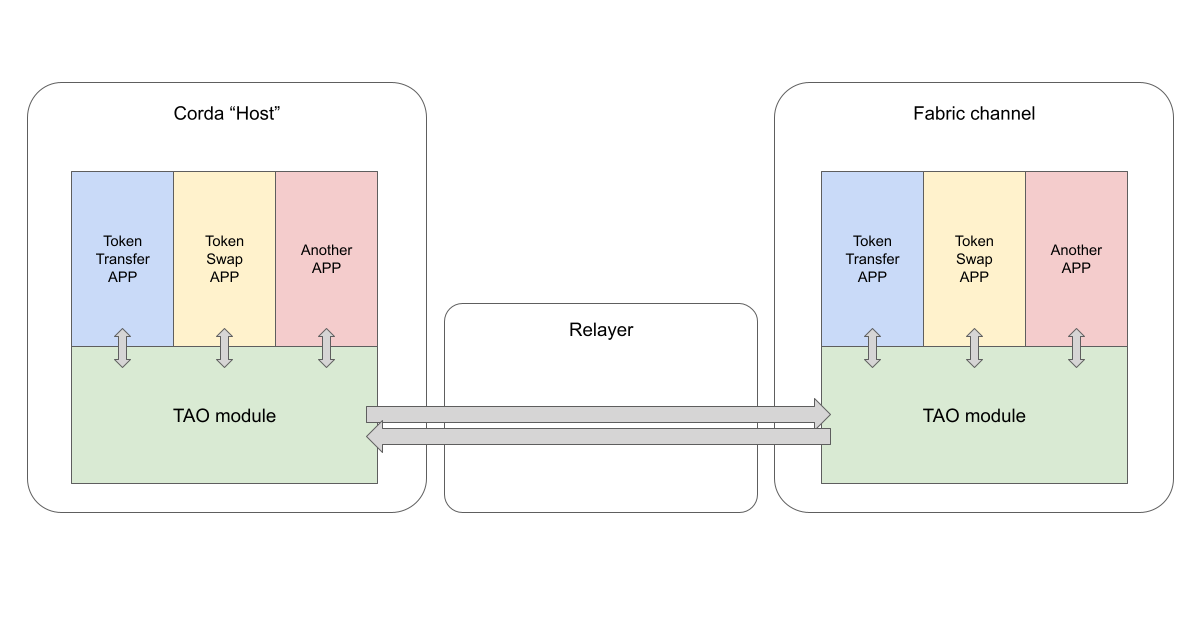 Corda “Host”
Token
Transfer
APP
Token
Swap
APP
Another
APP
TAO module
Relayer
Fabric channel
Token
Transfer
APP
Token
Swap
APP
Another
APP
TAO module